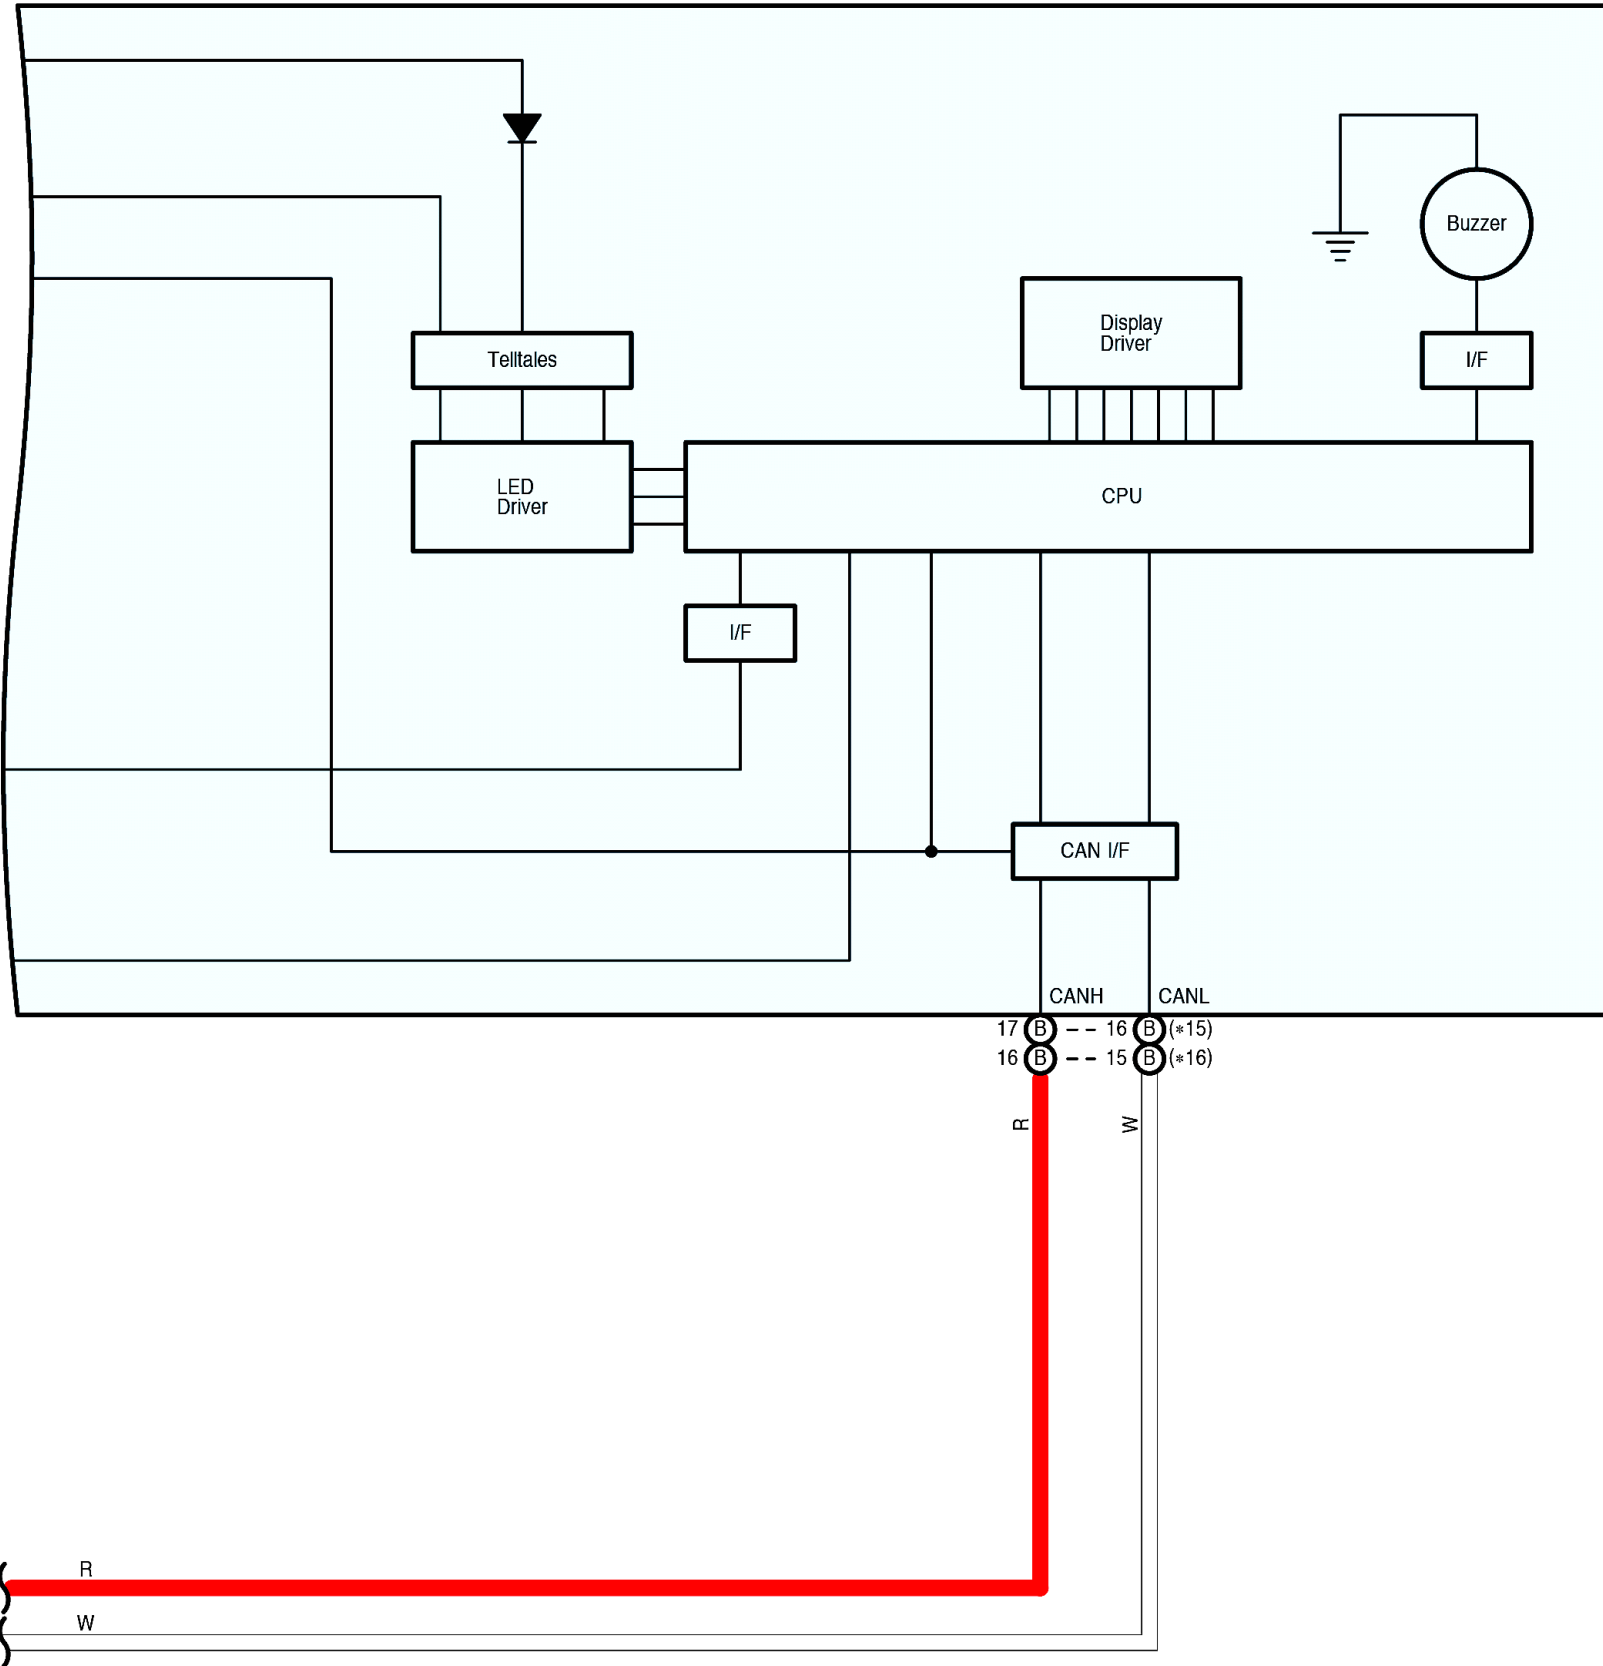 Buzzer
Display
Driver
Telltales
I/F
LED
Driver
CPU
I/F
CAN I/F
CANH
CANL
17 B -- 16 B (*15)
16 B -- 15 B (*16)
R
W
R
W